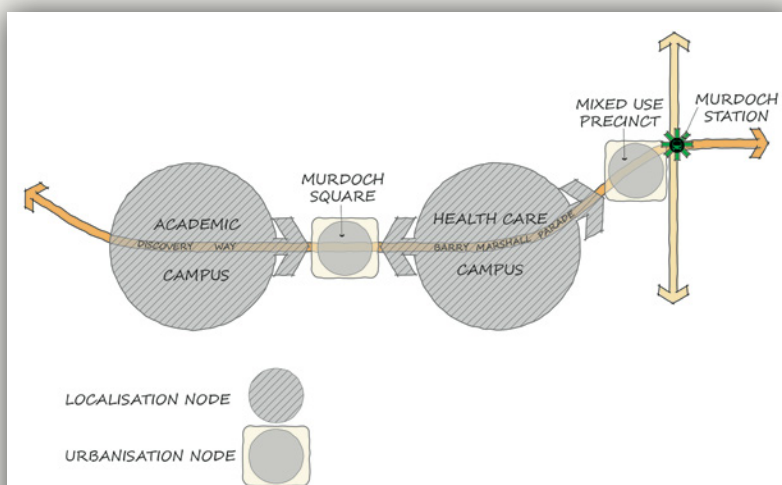 MIXED USE
PRECINCT
MURDOCH
STATION
MURDOCH
SQUARE
ACADEMIC
DISCOVERY WAY
CAMPUS
HEALTH CARE
BARRY MARSHALL PARADE
CAMPUS
LOCALISATION NODE
URBANISATION NODE